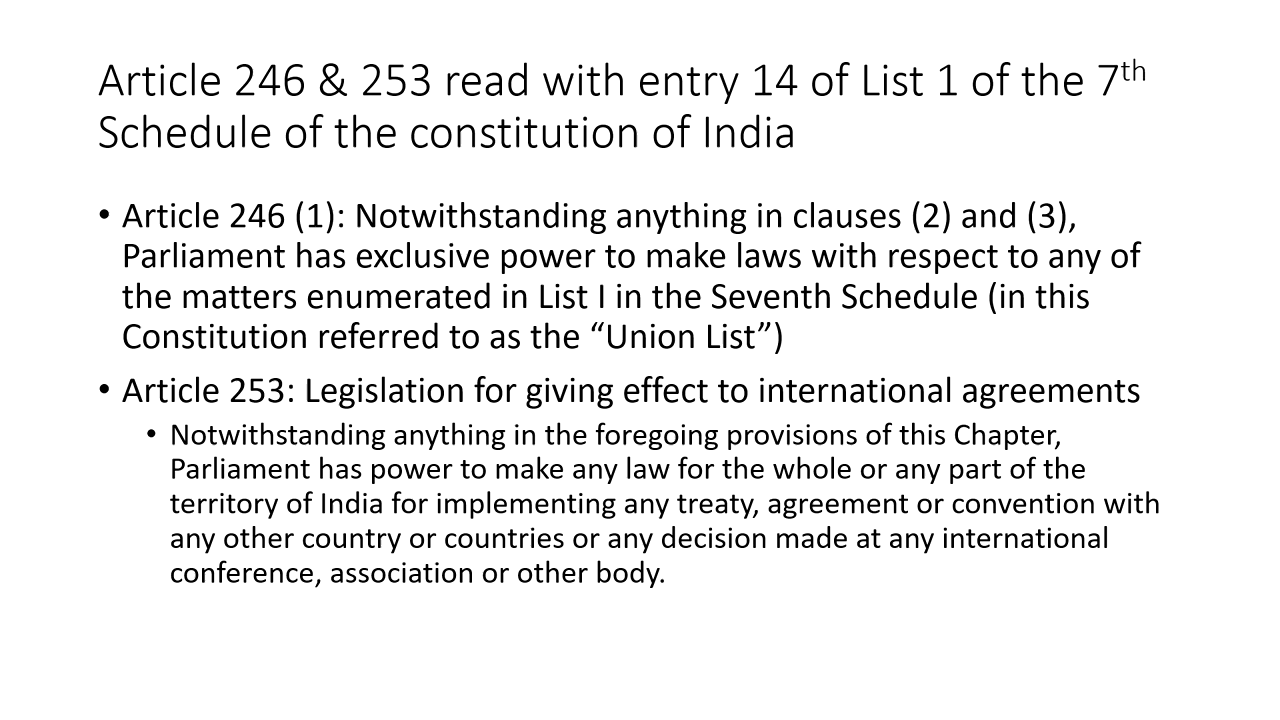 Article 246 & 253 read with entry 14 of List 1 of the 7th
Schedule of the constitution of India
• Article 246 (1): Notwithstanding anything in clauses (2) and (3),
Parliament has exclusive power to make laws with respect to any of
the matters enumerated in List I in the Seventh Schedule (in this
Constitution referred to as the “Union List”)
• Article 253: Legislation for giving effect to international agreements
• Notwithstanding anything in the foregoing provisions of this Chapter,
Parliament has power to make any law for the whole or any part of the
territory of India for implementing any treaty, agreement or convention with
any other country or countries or any decision made at any international
conference, association or other body.